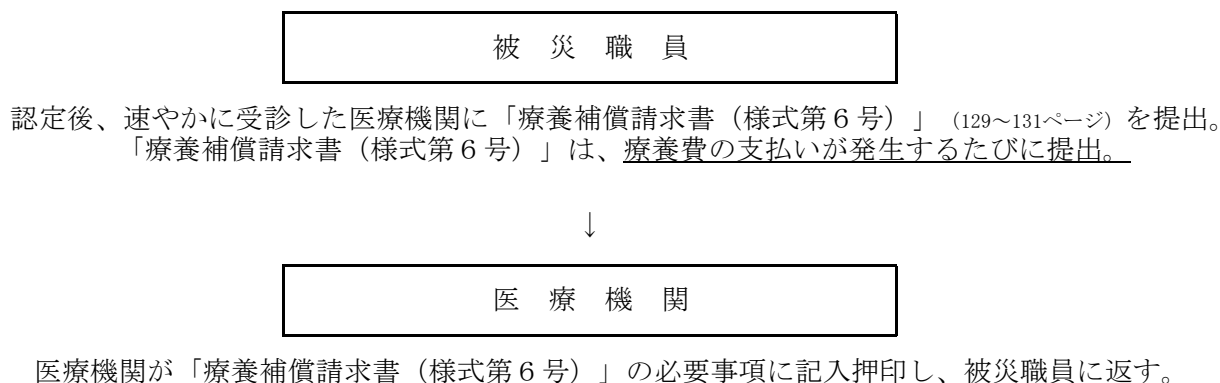 被 災 職 員
認定後、速やかに受診した医療機関に「療養補償請求書（様式第６号）」（129～131ページ）を提出。
「療養補償請求書（様式第６号）」は、療養費の支払いが発生するたびに提出。
↓
医 療 機 関
医療機関が「療養補償請求書（様式第６号）」の必要事項に記入押印し、被災職員に返す。